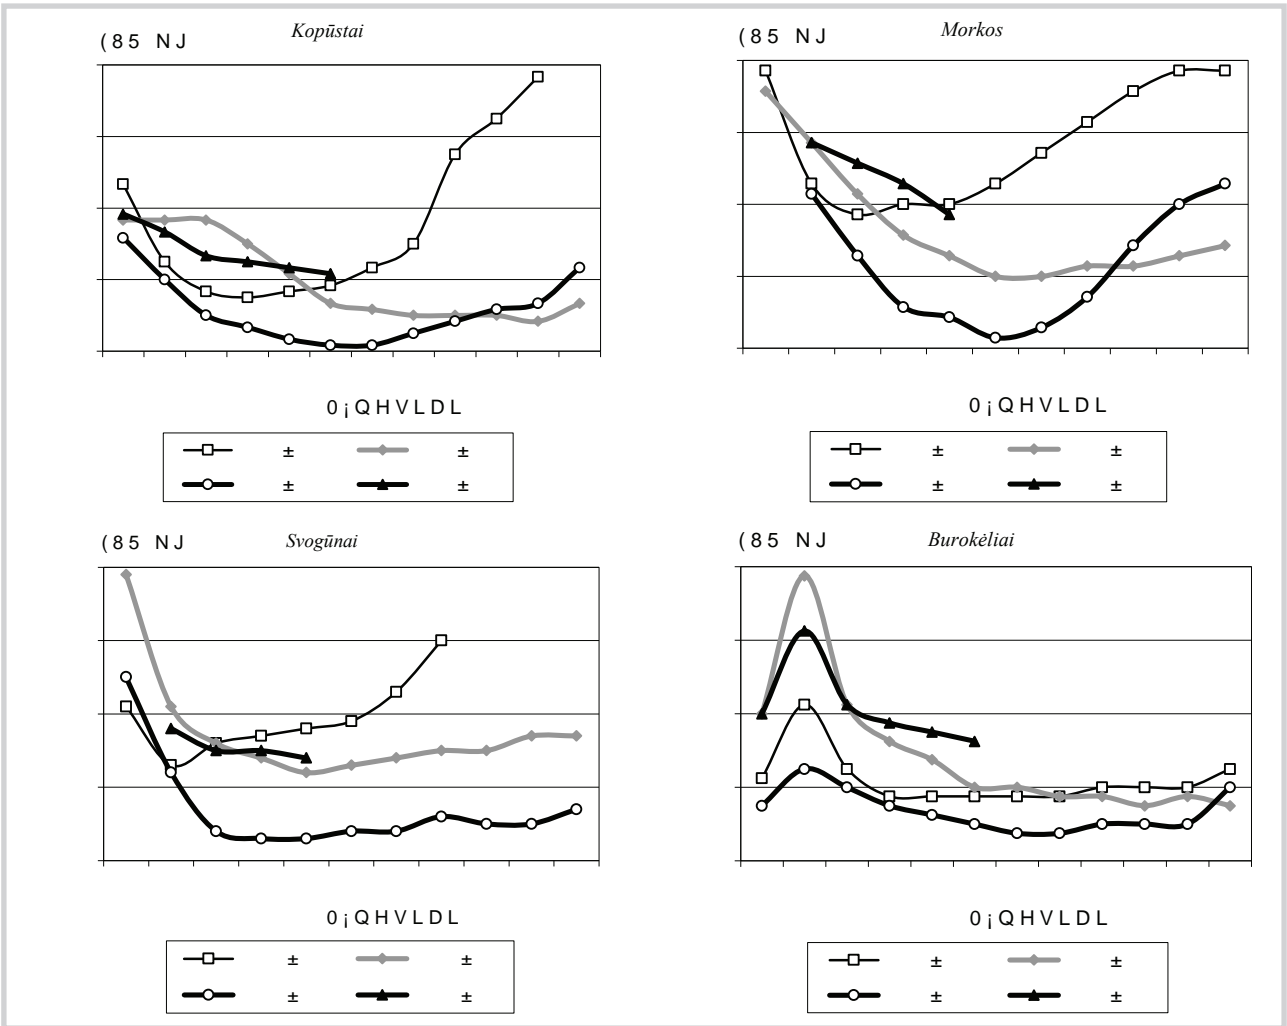 Kopūstai
(85 NJ
0¡QHVLDL
±
±
±
±
Morkos
(85 NJ
0¡QHVLDL
±
±
±
±
Svogūnai
(85 NJ
0¡QHVLDL
±
±
±
±
Burokėliai
(85 NJ
0¡QHVLDL
±
±
±
±